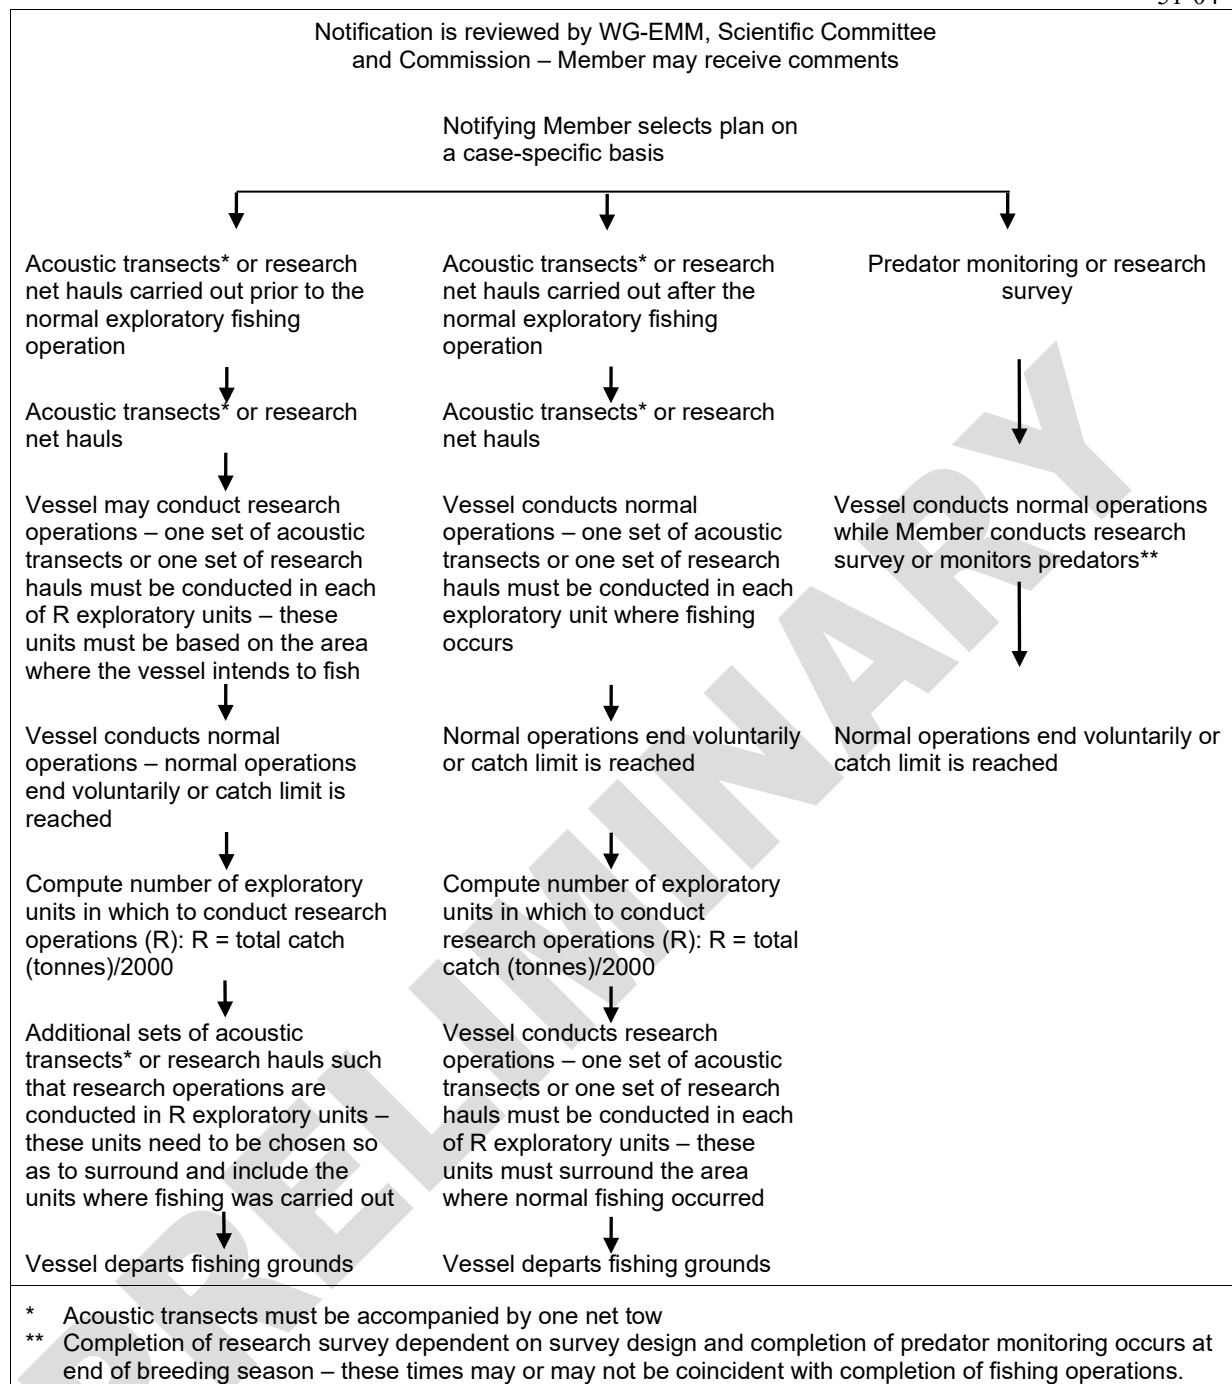 51-04
Notification is reviewed by WG-EMM, Scientific Committee
and Commission – Member may receive comments
Notifying Member selects plan on
a case-specific basis
Acoustic transects* or research
net hauls carried out prior to the
normal exploratory fishing
operation
Acoustic transects* or research
net hauls
Vessel may conduct research
operations – one set of acoustic
transects or one set of research
hauls must be conducted in each
of R exploratory units – these
units must be based on the area
where the vessel intends to fish
Vessel conducts normal
operations – normal operations
end voluntarily or catch limit is
reached
Compute number of exploratory
units in which to conduct research
operations (R): R = total catch
(tonnes)/2000
Additional sets of acoustic
transects* or research hauls such
that research operations are
conducted in R exploratory units –
these units need to be chosen so
as to surround and include the
units where fishing was carried out
Vessel departs fishing grounds
Acoustic transects* or research
net hauls carried out after the
normal exploratory fishing
operation
Acoustic transects* or research
net hauls
Vessel conducts normal
operations – one set of acoustic
transects or one set of research
hauls must be conducted in each
exploratory unit where fishing
occurs
Normal operations end voluntarily
or catch limit is reached
Compute number of exploratory
units in which to conduct
research operations (R): R = total
catch (tonnes)/2000
Vessel conducts research
operations – one set of acoustic
transects or one set of research
hauls must be conducted in each
of R exploratory units – these
units must surround the area
where normal fishing occurred
Vessel departs fishing grounds
Predator monitoring or research
survey
Vessel conducts normal operations
while Member conducts research
survey or monitors predators**
Normal operations end voluntarily or
catch limit is reached
* Acoustic transects must be accompanied by one net tow
** Completion of research survey dependent on survey design and completion of predator monitoring occurs at
end of breeding season – these times may or may not be coincident with completion of fishing operations.
PRELIMINARY